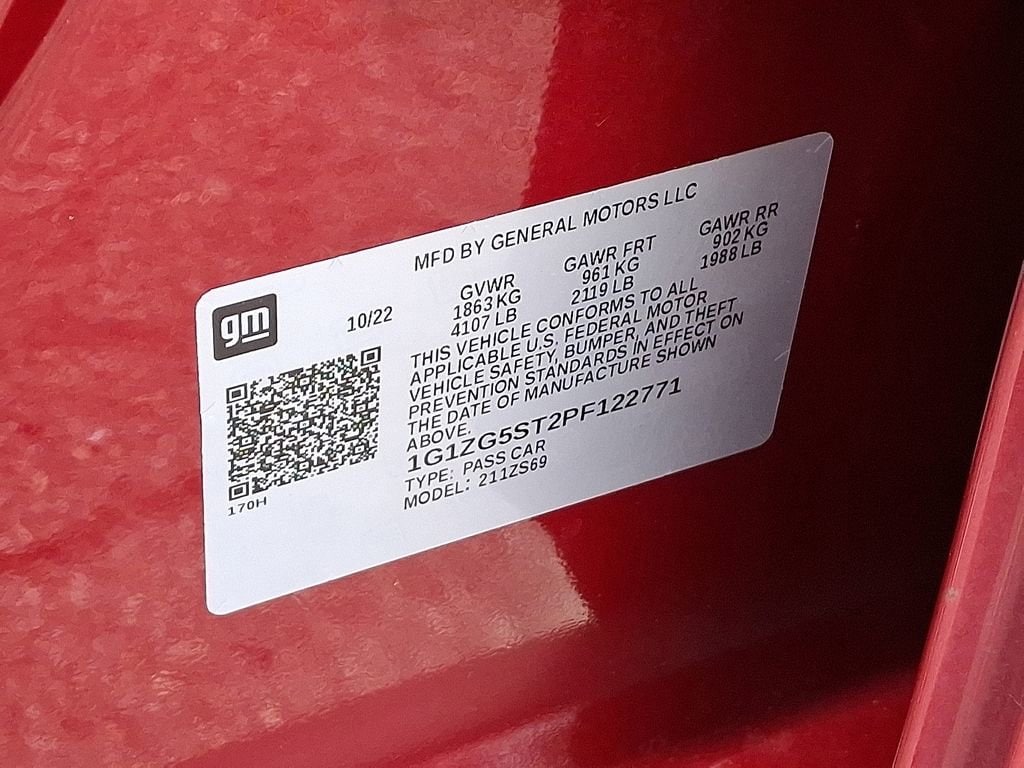 MFD BY GENERAL MOTORS LLC
gm
10/22
GVWR
1863 KG
4107 LB
GAWR FRT
961 KG
2119 LB
GAWR RR
902 KG
1988 LB
THIS VEHICLE CONFORMS TO ALL
APPLICABLE U.S. FEDERAL MOTOR
VEHICLE SAFETY, BUMPER, AND THEFT
PREVENTION STANDARDS IN EFFECT ON
THE DATE OF MANUFACTURE SHOWN
ABOVE.
1G1ZG5ST2PF122771
TYPE: PASS CAR
MODEL: 211ZS69
170H